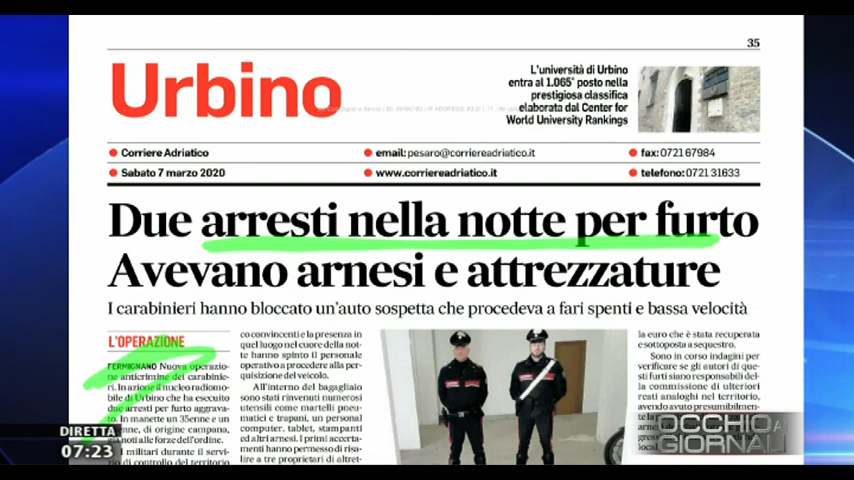 35
Urbino
L'università di Urbino
entra al 1.065° posto nella
prestigiosa classifica
elaborata dal Center for
World University Rankings
Corriere Adriatico
email: pesaro@corriereadriatico.it
fax: 0721 67984
Sabato 7 marzo 2020
www.corriereadriatico.it
telefono: 0721 31633
Due arresti nella notte per furto
Avevano arnesi e attrezzature
I carabinieri hanno bloccato un'auto sospetta che procedeva a fari spenti e bassa velocità
L'OPERAZIONE
FERMIGNANO Nuova operazio-
ne anticrimine dei carabinie-
ri. In azione il nucleo radiomo-
bile di Urbino che ha eseguito
due arresti per furto aggrava-
to. In manette un 35enne e un
enne, di origine campona,
già noti alle forze dell'ordine.
I militari durante il servi-
zio di controllo del territorio
co convincenti e la presenza in
quel luogo nel cuore della not-
te hanno spinto il personale
operativo a procedere alla per-
quisizione del veicolo.
All'interno del bagagliaio
sono stati rinvenuti numerosi
utensili come martelli pneu-
matici e trapani, un personal
computer, tablet, stampanti
ed altri arnesi. I primi accerta-
menti hanno permesso di risa-
lire a tre proprietari di altret-
la euro che è stata recuperata
e sottoposta a sequestro.
Sono in corso indagini per
verificare se gli autori di que-
sti furti siano responsabili del-
la commissione di ulteriori
reati analoghi nel territorio,
avendo avuto presumibilmen-
DIRETTA
07:23
OCCHIO AI
GIORNALI